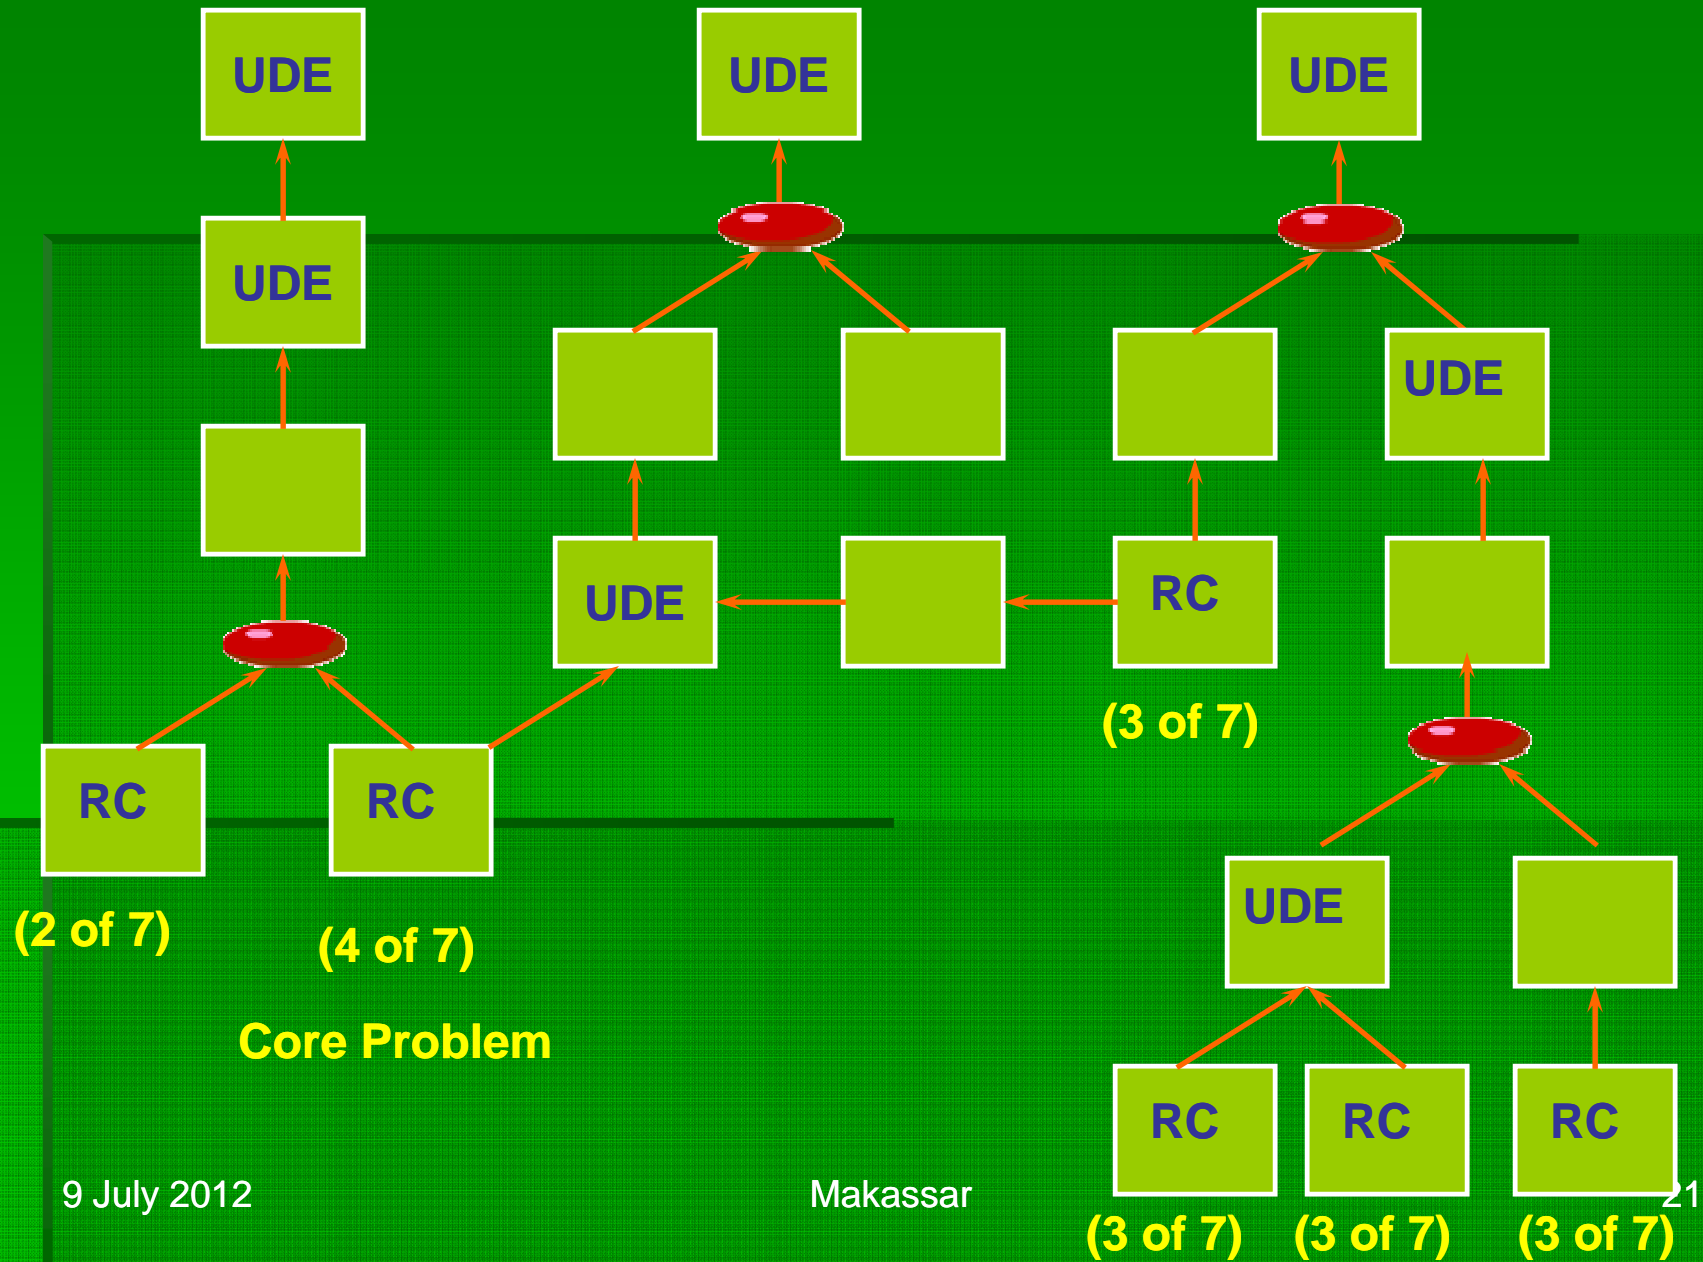 UDE UDE UDE
UDE
UDE
UDE RC
(3 of 7)
RC RC
UDE
(2 of 7) (4 of 7)
Core Problem
RC RC RC
9 July 2012 Makassar 21
(3 of 7) (3 of 7) (3 of 7)